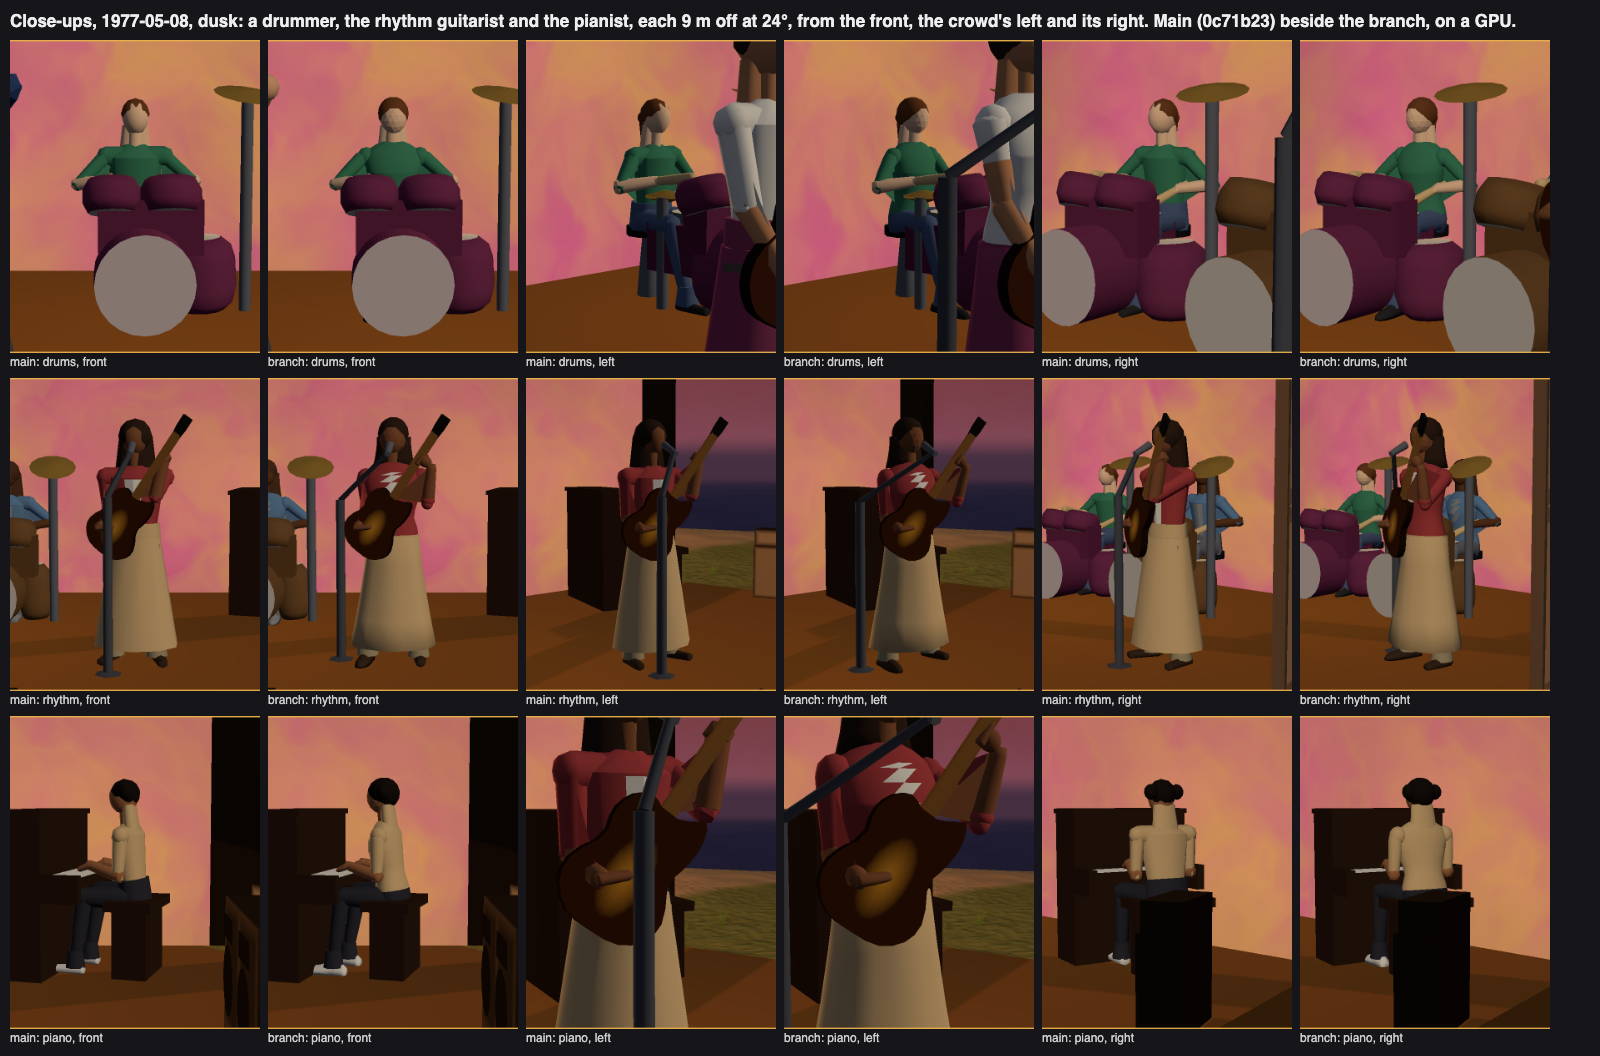 Close-ups, 1977-05-08, dusk: a drummer, the rhythm guitarist and the pianist, each 9 m off at 24°, from the front, the crowd's left and its right. Main (0c71b23) beside the branch, on a GPU.
main: drums, front
branch: drums, front
main: drums, left
branch: drums, left
main: drums, right
branch: drums, right
main: rhythm, front
branch: rhythm, front
main: rhythm, left
branch: rhythm, left
main: rhythm, right
branch: rhythm, right
main: piano, front
branch: piano, front
main: piano, left
branch: piano, left
main: piano, right
branch: piano, right